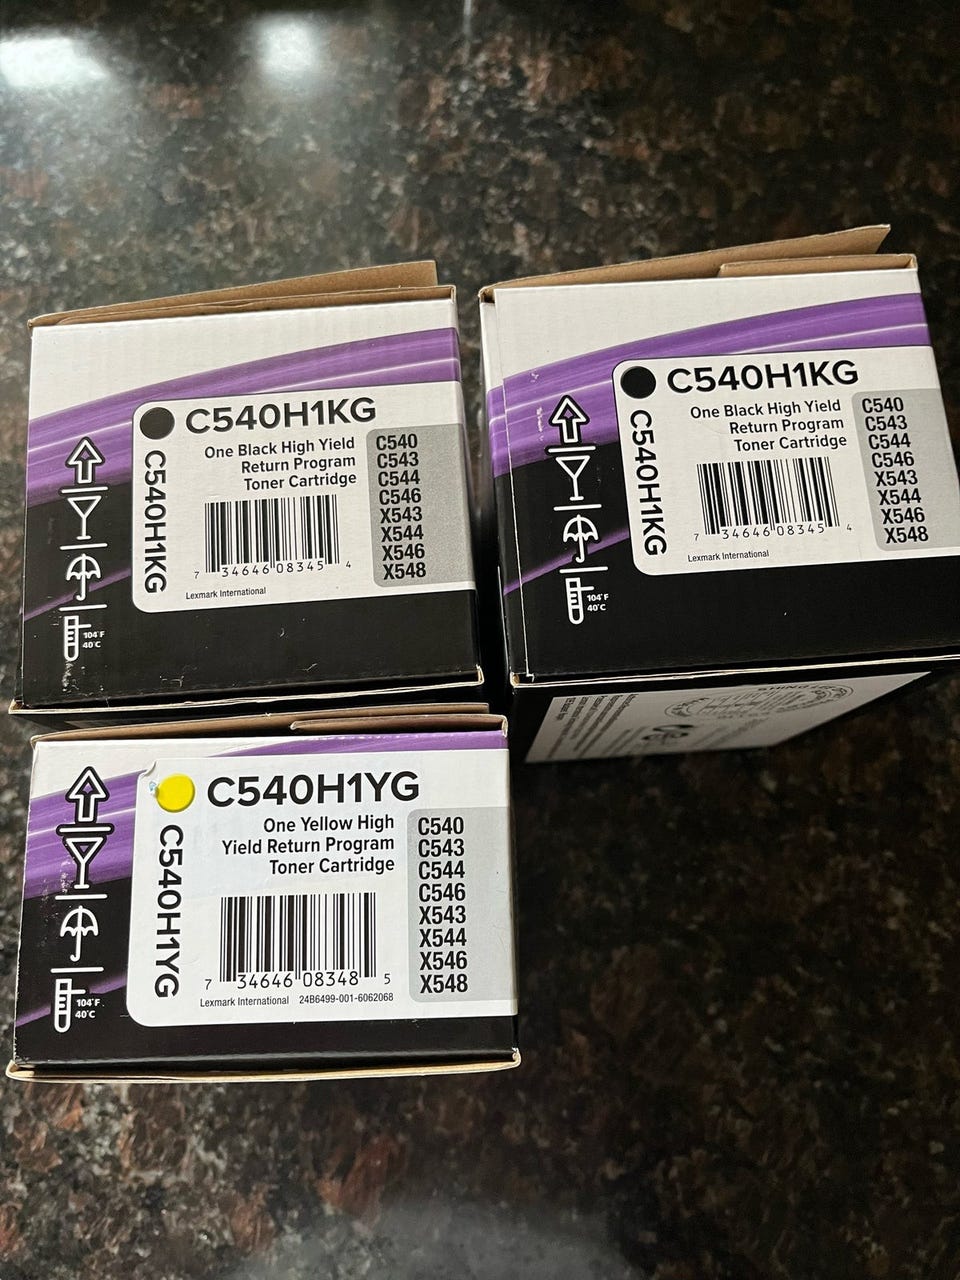 C540H1KG
One Black High Yield
Return Program
Toner Cartridge
C540
C543
C544
C546
X543
X544
X546
X548
C540H1KG
7 34646 08345 4
Lexmark International
104°F
40°C
C540H1KG
One Black High Yield
Return Program
Toner Cartridge
C540
C543
C544
C546
X543
X544
X546
X548
C540H1KG
7 34646 08345 4
Lexmark International
104°F
40°C
C540H1YG
One Yellow High
Yield Return Program
Toner Cartridge
C540
C543
C544
C546
X543
X544
X546
X548
C540H1YG
7 34646 08348 5
Lexmark International 24B6499-001-6062068
104°F
40°C